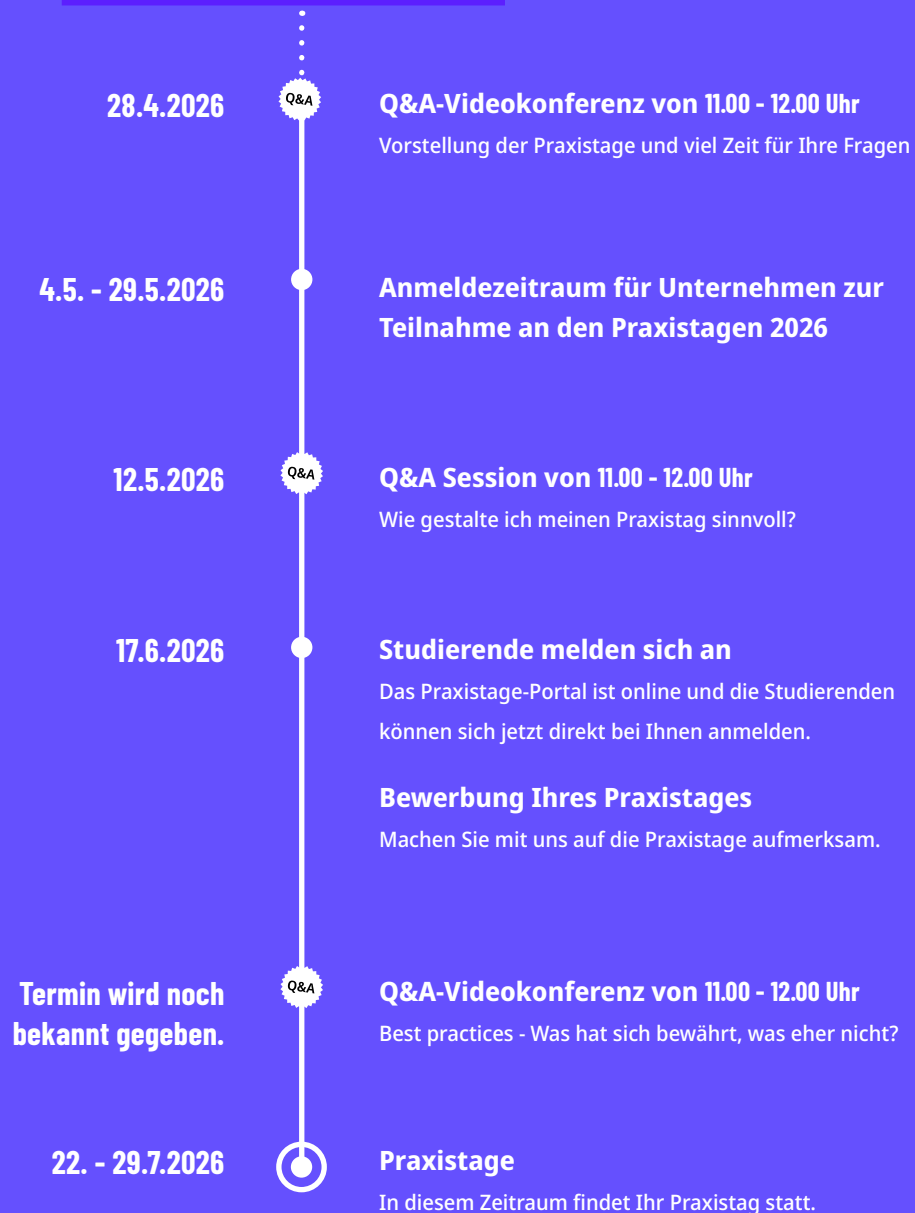 28.4.2026
Q&A
Q&A-Videokonferenz von 11.00 - 12.00 Uhr
Vorstellung der Praxistage und viel Zeit für Ihre Fragen
4.5. - 29.5.2026
Anmeldezeitraum für Unternehmen zur
Teilnahme an den Praxistagen 2026
12.5.2026
Q&A
Q&A Session von 11.00 - 12.00 Uhr
Wie gestalte ich meinen Praxistag sinnvoll?
17.6.2026
Studierende melden sich an
Das Praxistage-Portal ist online und die Studierenden
können sich jetzt direkt bei Ihnen anmelden.
Bewerbung Ihres Praxistages
Machen Sie mit uns auf die Praxistage aufmerksam.
Termin wird noch
bekannt gegeben.
Q&A
Q&A-Videokonferenz von 11.00 - 12.00 Uhr
Best practices - Was hat sich bewährt, was eher nicht?
22. - 29.7.2026
Praxistage
In diesem Zeitraum findet Ihr Praxistag statt.